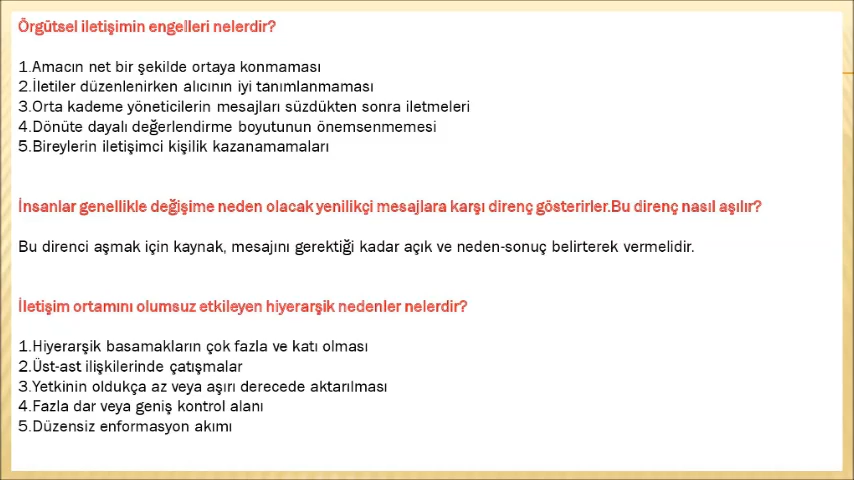 Örgütsel iletişimin engelleri nelerdir?
1.Amacın net bir şekilde ortaya konmaması
2.İletiler düzenlenirken alıcının iyi tanımlanmaması
3.Orta kademe yöneticilerin mesajları süzdükten sonra iletmeleri
4.Dönüte dayalı değerlendirme boyutunun önemsenmemesi
5.Bireylerin iletişimci kişilik kazanamamaları
İnsanlar genellikle değişime neden olacak yenilikçi mesajlara karşı direnç gösterirler.Bu direnç nasıl aşılır?
Bu direnci aşmak için kaynak, mesajını gerektiği kadar açık ve neden-sonuç belirterek vermelidir.
İletişim ortamını olumsuz etkileyen hiyerarşik nedenler nelerdir?
1.Hiyerarşik basamakların çok fazla ve katı olması
2.Üst-ast ilişkilerinde çatışmalar
3.Yetkinin oldukça az veya aşırı derecede aktarılması
4.Fazla dar veya geniş kontrol alanı
5.Düzensiz enformasyon akımı